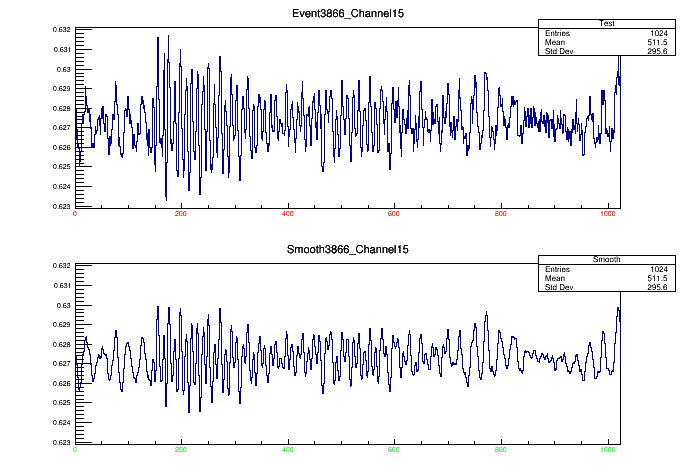 Event3866_Channel15
Test
Entries 1024
Mean 511.5
Std Dev 295.6
0.632
0.631
0.63
0.629
0.628
0.627
0.626
0.625
0.624
0.623
0 200 400 600 800 1000
Smooth3866_Channel15
Smooth
Entries 1024
Mean 511.5
Std Dev 295.6
0.632
0.631
0.63
0.629
0.628
0.627
0.626
0.625
0.624
0.623
0 200 400 600 800 1000